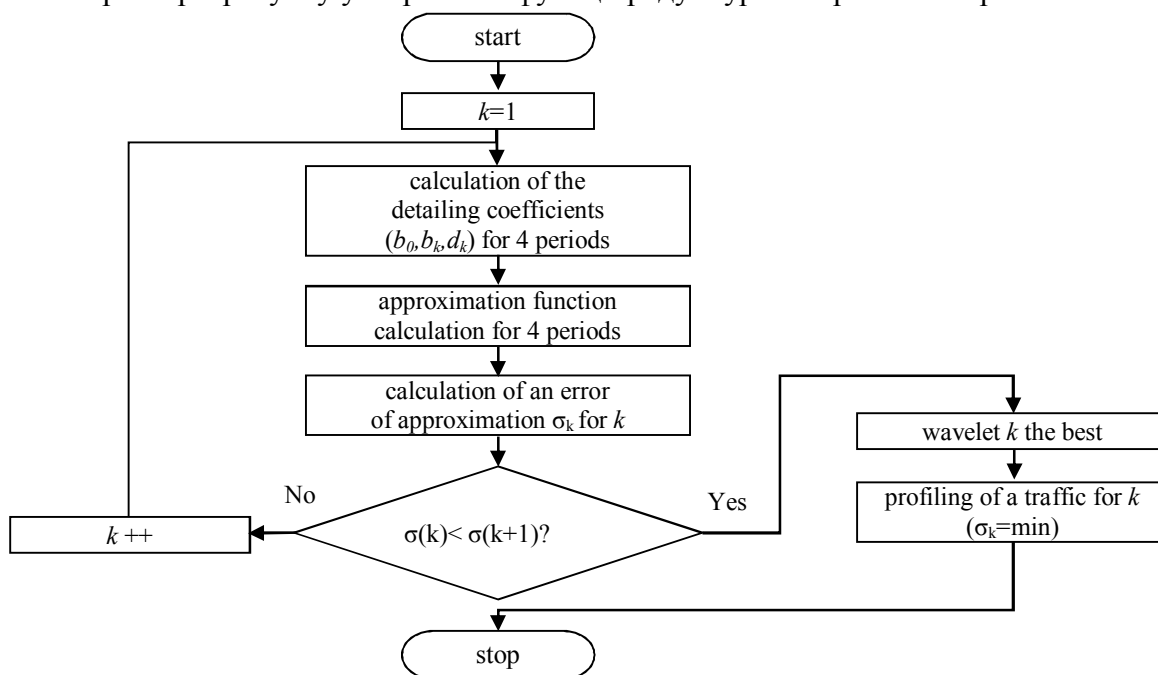 start
k=1
calculation of the
detailing coefficients
(b₀,bₖ,dₖ) for 4 periods
approximation function
calculation for 4 periods
calculation of an error
of approximation σₖ for k
No
Yes
σ(k)< σ(k+1)?
k ++
wavelet k the best
profiling of a traffic for k
(σₖ=min)
stop